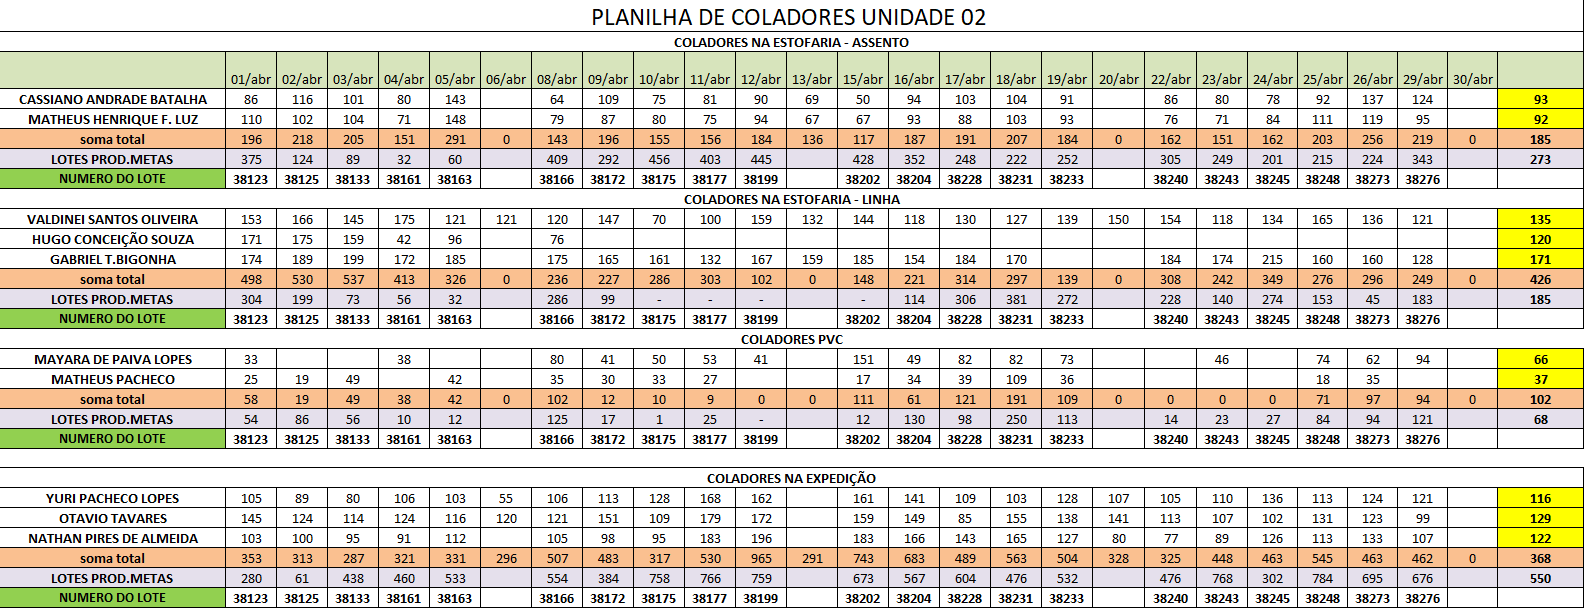 PLANILHA DE COLADORES UNIDADE 02
COLADORES NA ESTOFARIA - ASSENTO
01/abr 02/abr 03/abr 04/abr 05/abr 06/abr 08/abr 09/abr 10/abr 11/abr 12/abr 13/abr 15/abr 16/abr 17/abr 18/abr 19/abr 20/abr 22/abr 23/abr 24/abr 25/abr 26/abr 29/abr 30/abr
CASSIANO ANDRADE BATALHA 86 116 101 80 143 64 109 75 81 90 69 50 94 103 104 91 86 80 78 92 137 124 93
MATHEUS HENRIQUE F. LUZ 110 102 104 71 148 79 87 80 75 94 67 67 93 88 103 93 76 71 84 111 119 95 92
soma total 196 218 205 151 291 0 143 196 155 156 184 136 117 187 191 207 184 0 162 151 162 203 256 219 0 185
LOTES PROD.METAS 375 124 89 32 60 409 292 456 403 445 428 352 248 222 252 305 249 201 215 224 343 273
NUMERO DO LOTE 38123 38125 38133 38161 38163 38166 38172 38175 38177 38199 38202 38204 38228 38231 38233 38240 38243 38245 38248 38273 38276
COLADORES NA ESTOFARIA - LINHA
VALDINEI SANTOS OLIVEIRA 153 166 145 175 121 121 120 147 70 100 159 132 144 118 130 127 139 150 154 118 134 165 136 121 135
HUGO CONCEIÇÃO SOUZA 171 175 159 42 96 76 120
GABRIEL T.BIGONHA 174 189 199 172 185 175 165 161 132 167 159 185 154 184 170 184 174 215 160 160 128 171
soma total 498 530 537 413 326 0 236 227 286 303 102 0 148 221 314 297 139 0 308 242 349 276 296 249 0 426
LOTES PROD.METAS 304 199 73 56 32 286 99 - - - - 114 306 381 272 228 140 274 153 45 183 185
NUMERO DO LOTE 38123 38125 38133 38161 38163 38166 38172 38175 38177 38199 38202 38204 38228 38231 38233 38240 38243 38245 38248 38273 38276
COLADORES PVC
MAYARA DE PAIVA LOPES 33 38 80 41 50 53 41 151 49 82 82 73 46 74 62 94 66
MATHEUS PACHECO 25 19 49 42 35 30 33 27 17 34 39 109 36 18 35 37
soma total 58 19 49 38 42 0 102 12 10 9 0 0 111 61 121 191 109 0 0 0 0 71 97 94 0 102
LOTES PROD.METAS 54 86 56 10 12 125 17 1 25 - 12 130 98 250 113 14 23 27 84 94 121 68
NUMERO DO LOTE 38123 38125 38133 38161 38163 38166 38172 38175 38177 38199 38202 38204 38228 38231 38233 38240 38243 38245 38248 38273 38276
COLADORES NA EXPEDIÇÃO
YURI PACHECO LOPES 105 89 80 106 103 55 106 113 128 168 162 161 141 109 103 128 107 105 110 136 113 124 121 116
OTAVIO TAVARES 145 124 114 124 116 120 121 151 109 179 172 159 149 85 155 138 141 113 107 102 131 123 99 129
NATHAN PIRES DE ALMEIDA 103 100 95 91 112 105 98 95 183 196 183 166 143 165 127 80 77 89 126 113 133 107 122
soma total 353 313 287 321 331 296 507 483 317 530 965 291 743 683 489 563 504 328 325 448 463 545 463 462 0 368
LOTES PROD.METAS 280 61 438 460 533 554 384 758 766 759 673 567 604 476 532 476 768 302 784 695 676 550
NUMERO DO LOTE 38123 38125 38133 38161 38163 38166 38172 38175 38177 38199 38202 38204 38228 38231 38233 38240 38243 38245 38248 38273 38276